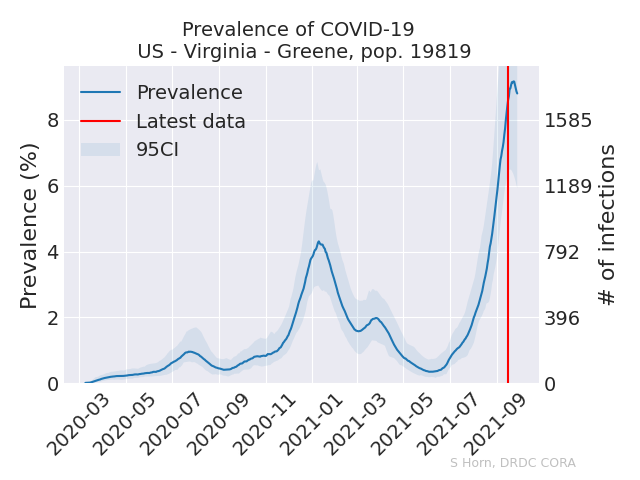 Prevalence of COVID-19
US - Virginia - Greene, pop. 19819
Prevalence
Latest data
95CI
Prevalence (%)
8
6
4
2
0
1585
1189
792
396
0
# of infections
2020-03
2020-05
2020-07
2020-09
2020-11
2021-01
2021-03
2021-05
2021-07
2021-09
S Horn, DRDC CORA